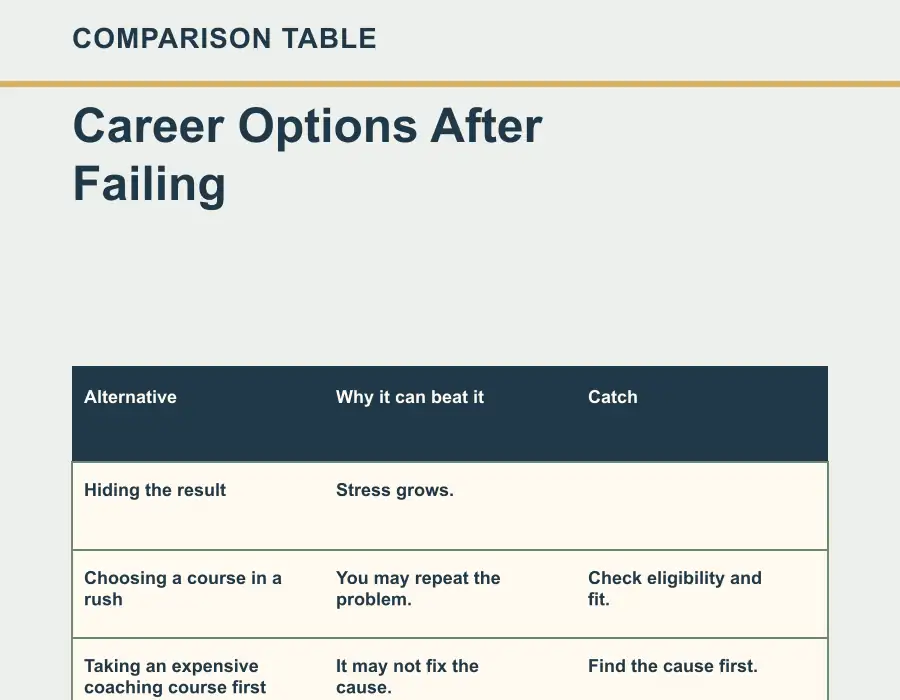 COMPARISON TABLE
Career Options After
Failing
Alternative
Why it can beat it
Catch
Hiding the result
Stress grows.
Choosing a course in a
rush
You may repeat the
problem.
Check eligibility and
fit.
Taking an expensive
coaching course first
It may not fix the
cause.
Find the cause first.